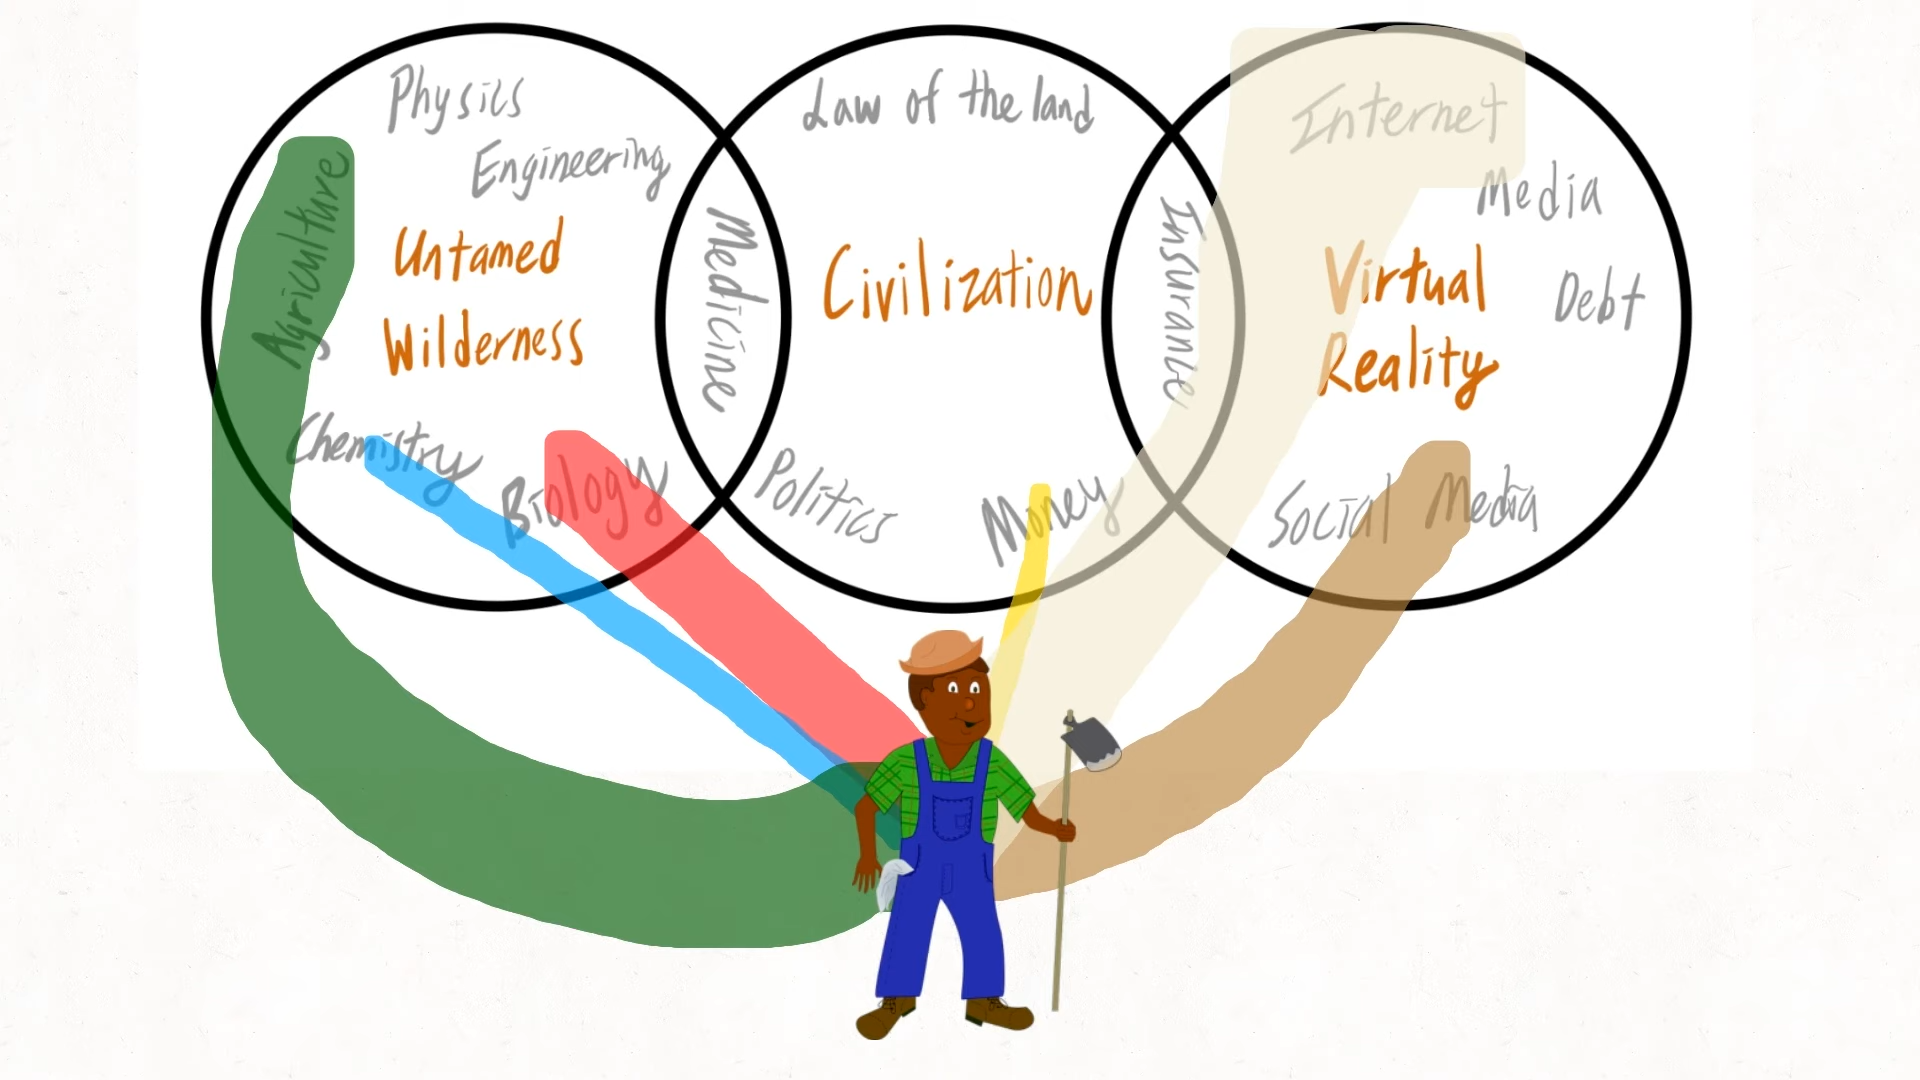 Physics
Engineering
Agriculture
Untamed
Wilderness
Chemistry
Biology
Medicine
Law of the land
Civilization
Politics
Money
Insurance
Internet
Media
Virtual
Reality
Debt
Social Media